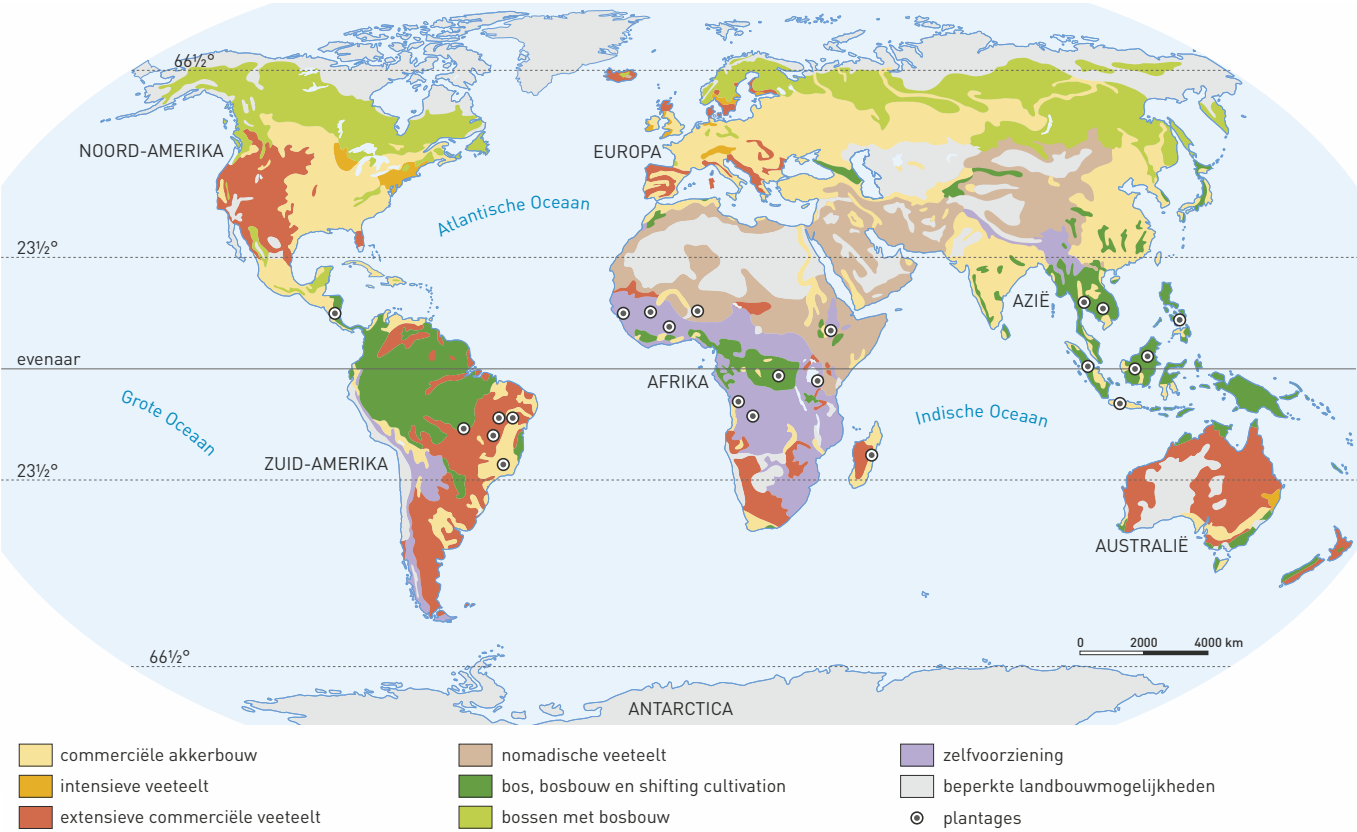 66½°
NOORD-AMERIKA
EUROPA
Atlantische Oceaan
23½°
AZIË
evenaar
AFRIKA
Grote Oceaan
Indische Oceaan
ZUID-AMERIKA
23½°
AUSTRALIË
0 2000 4000 km
66½°
ANTARCTICA
commerciële akkerbouw
intensieve veeteelt
extensieve commerciële veeteelt
nomadische veeteelt
bos, bosbouw en shifting cultivation
bossen met bosbouw
zelfvoorziening
beperkte landbouwmogelijkheden
plantages